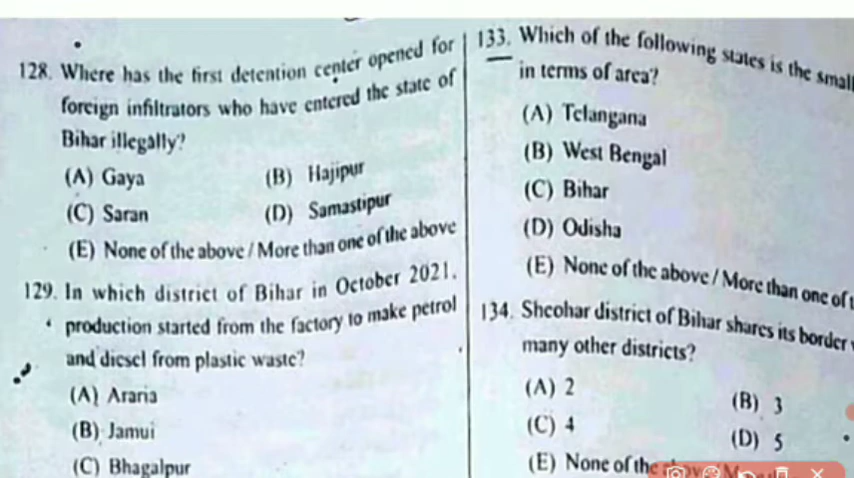 128. Where has the first detention center opened for
foreign infiltrators who have entered the state of
Bihar illegally?
(A) Gaya
(B) Hajipur
(C) Saran
(D) Samastipur
(E) None of the above / More than one of the above
129. In which district of Bihar in October 2021,
production started from the factory to make petrol
and diesel from plastic waste?
(A) Araria
(B) Jamui
(C) Bhagalpur
133. Which of the following states is the small
in terms of area?
(A) Telangana
(B) West Bengal
(C) Bihar
(D) Odisha
(E) None of the above / More than one of
134. Sheohar district of Bihar shares its border
many other districts?
(A) 2
(B) 3
(C) 4
(D) 5
(E) None of the